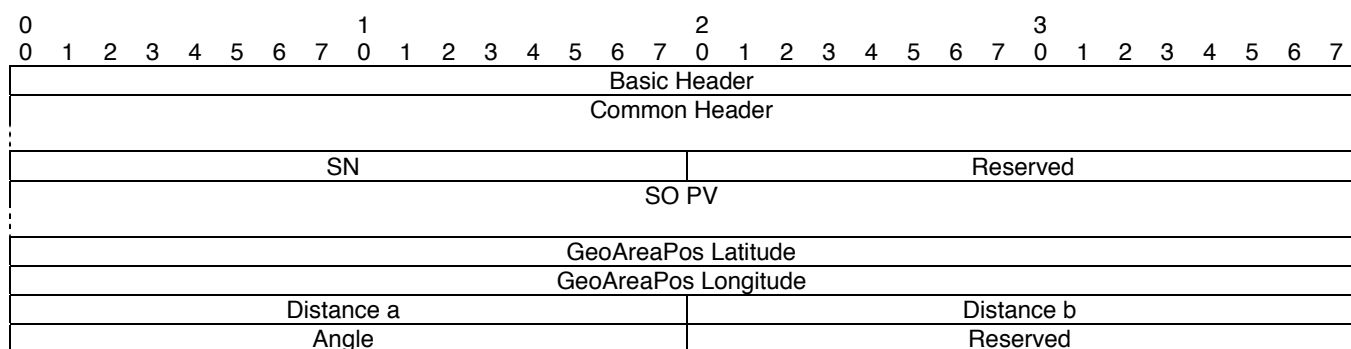 0 1 2 3
0 1 2 3 4 5 6 7 0 1 2 3 4 5 6 7 0 1 2 3 4 5 6 7 0 1 2 3 4 5 6 7
Basic Header
Common Header
SN Reserved
SO PV
GeoAreaPos Latitude
GeoAreaPos Longitude
Distance a Distance b
Angle Reserved